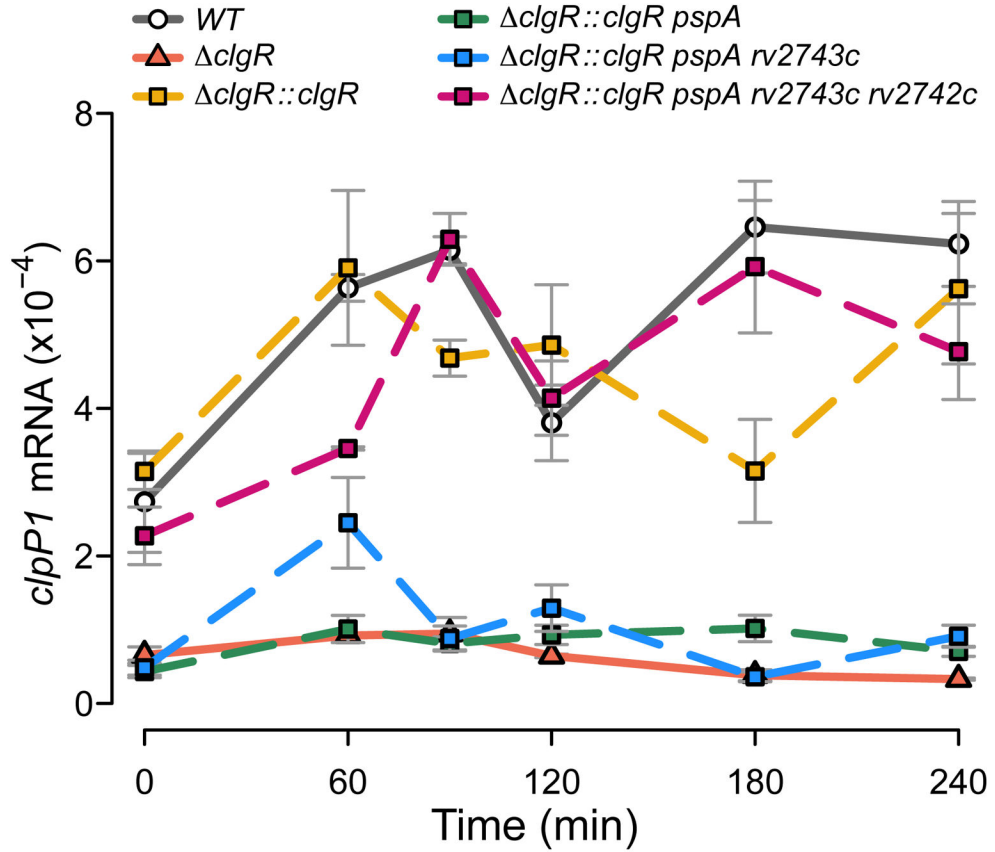 WT
ΔclgR
ΔclgR::clgR
ΔclgR::clgR pspA
ΔclgR::clgR pspA rv2743c
ΔclgR::clgR pspA rv2743c rv2742c
clpP1 mRNA (x10⁻⁴)
8
6
4
2
0
0 60 120 180 240
Time (min)